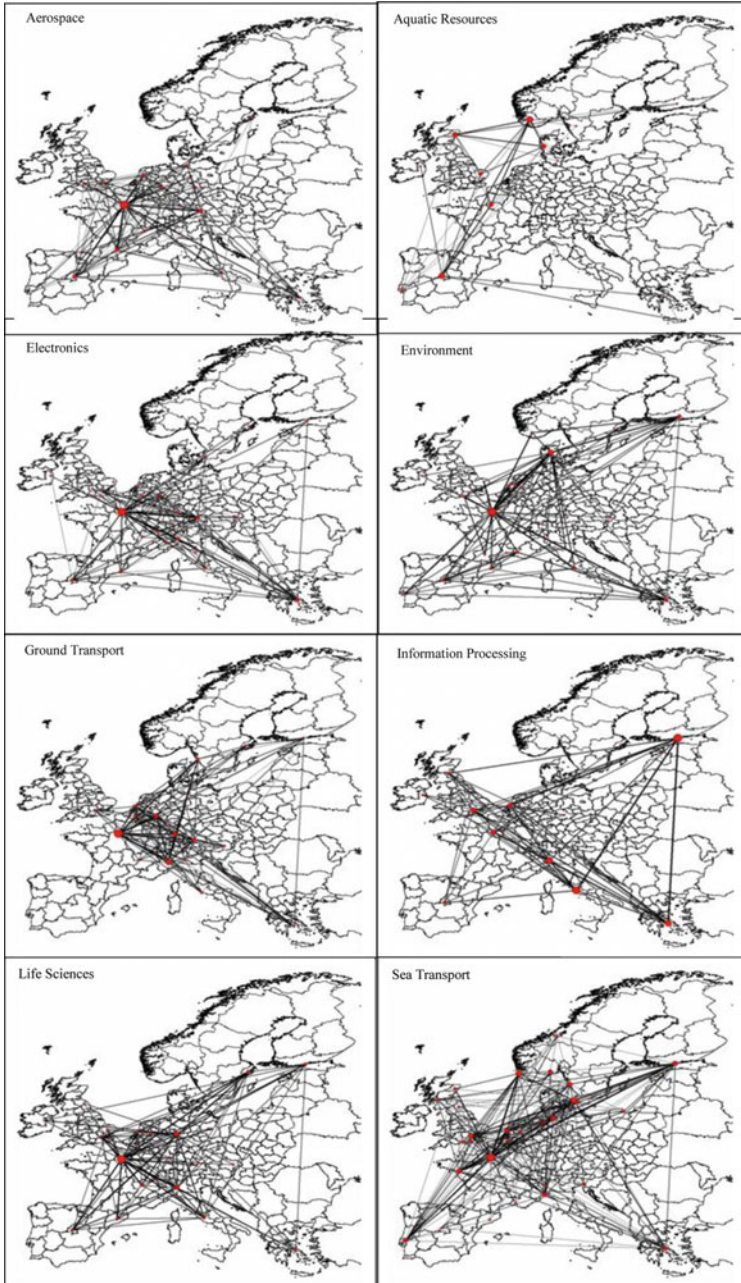 Aerospace
Aquatic Resources
Electronics
Environment
Ground Transport
Information Processing
Life Sciences
Sea Transport